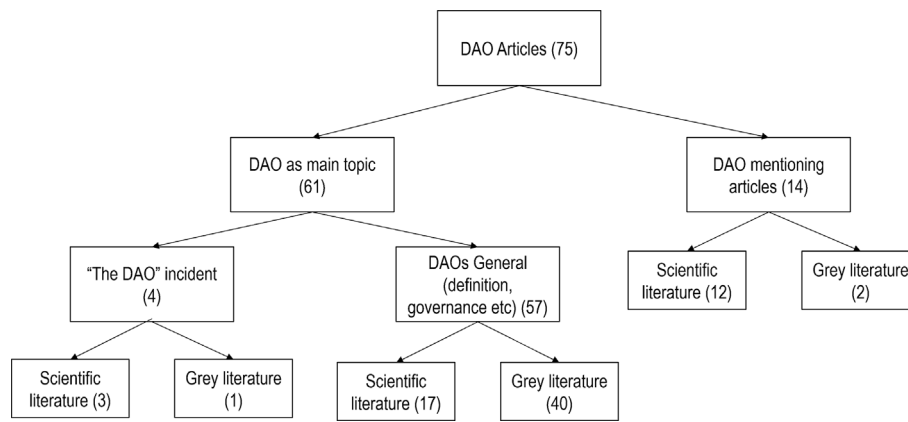 DAO Articles (75)
DAO as main topic
(61)
DAO mentioning
articles (14)
“The DAO” incident
(4)
DAOs General
(definition,
governance etc) (57)
Scientific
literature (12)
Grey literature
(2)
Scientific
literature (3)
Grey literature
(1)
Scientific
literature (17)
Grey literature
(40)